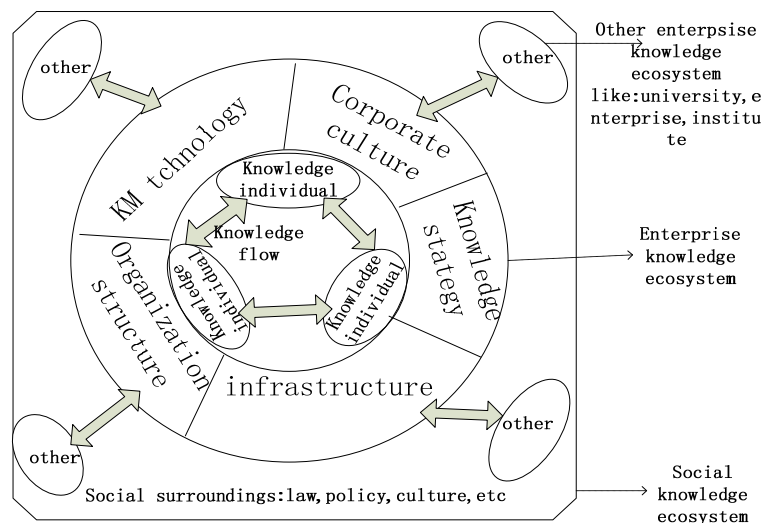 other
other
Other enterpsise
knowledge
ecosystem
like:university,e
nterprise,institu
te
KM tchnology
Corporate
culture
Knowledge
individual
Knowledge
flow
Knowledge
individual
Knowledge
individual
Knowledge
stategy
Organization
structure
infrastructure
Enterprise
knowledge
ecosystem
other
other
Social surroundings:law,policy,culture,etc
Social
knowledge
ecosystem